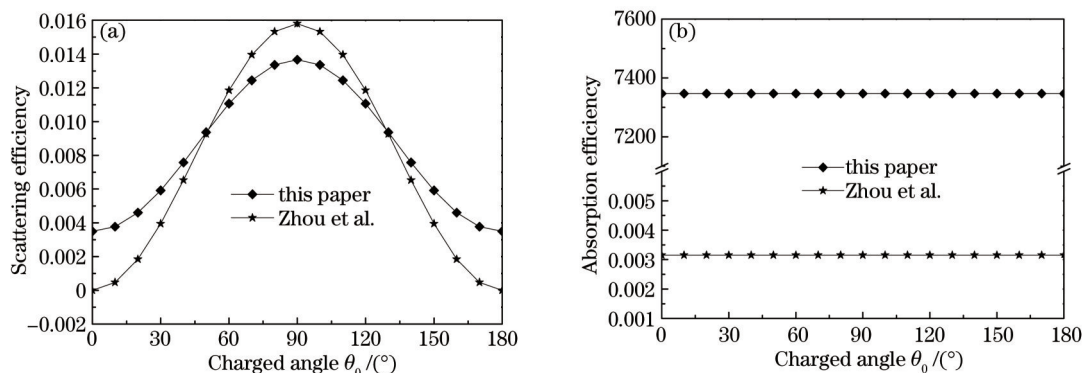 (a)
0.016
0.014
0.012
0.010
0.008
0.006
0.004
0.002
0
−0.002
Scattering efficiency
this paper
Zhou et al.
0 30 60 90 120 150 180
Charged angle θ₀/(°)
(b)
7600
7400
7200
0.005
0.004
0.003
0.002
0.001
Absorption efficiency
this paper
Zhou et al.
0 30 60 90 120 150 180
Charged angle θ₀/(°)